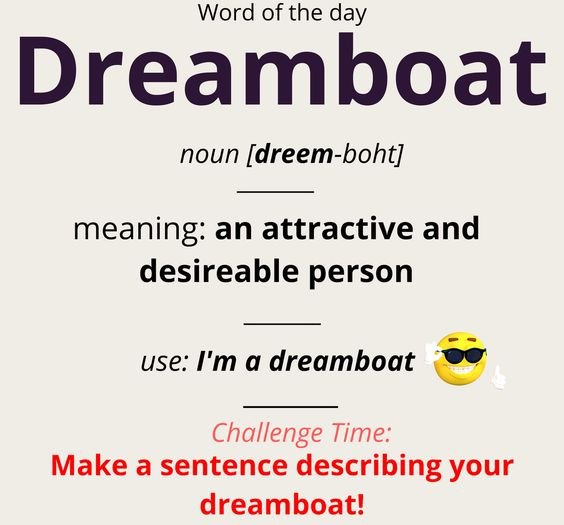 Word of the day
Dreamboat
noun [dreem-boht]
meaning: an attractive and
desireable person
use: I'm a dreamboat
Challenge Time:
Make a sentence describing your
dreamboat!